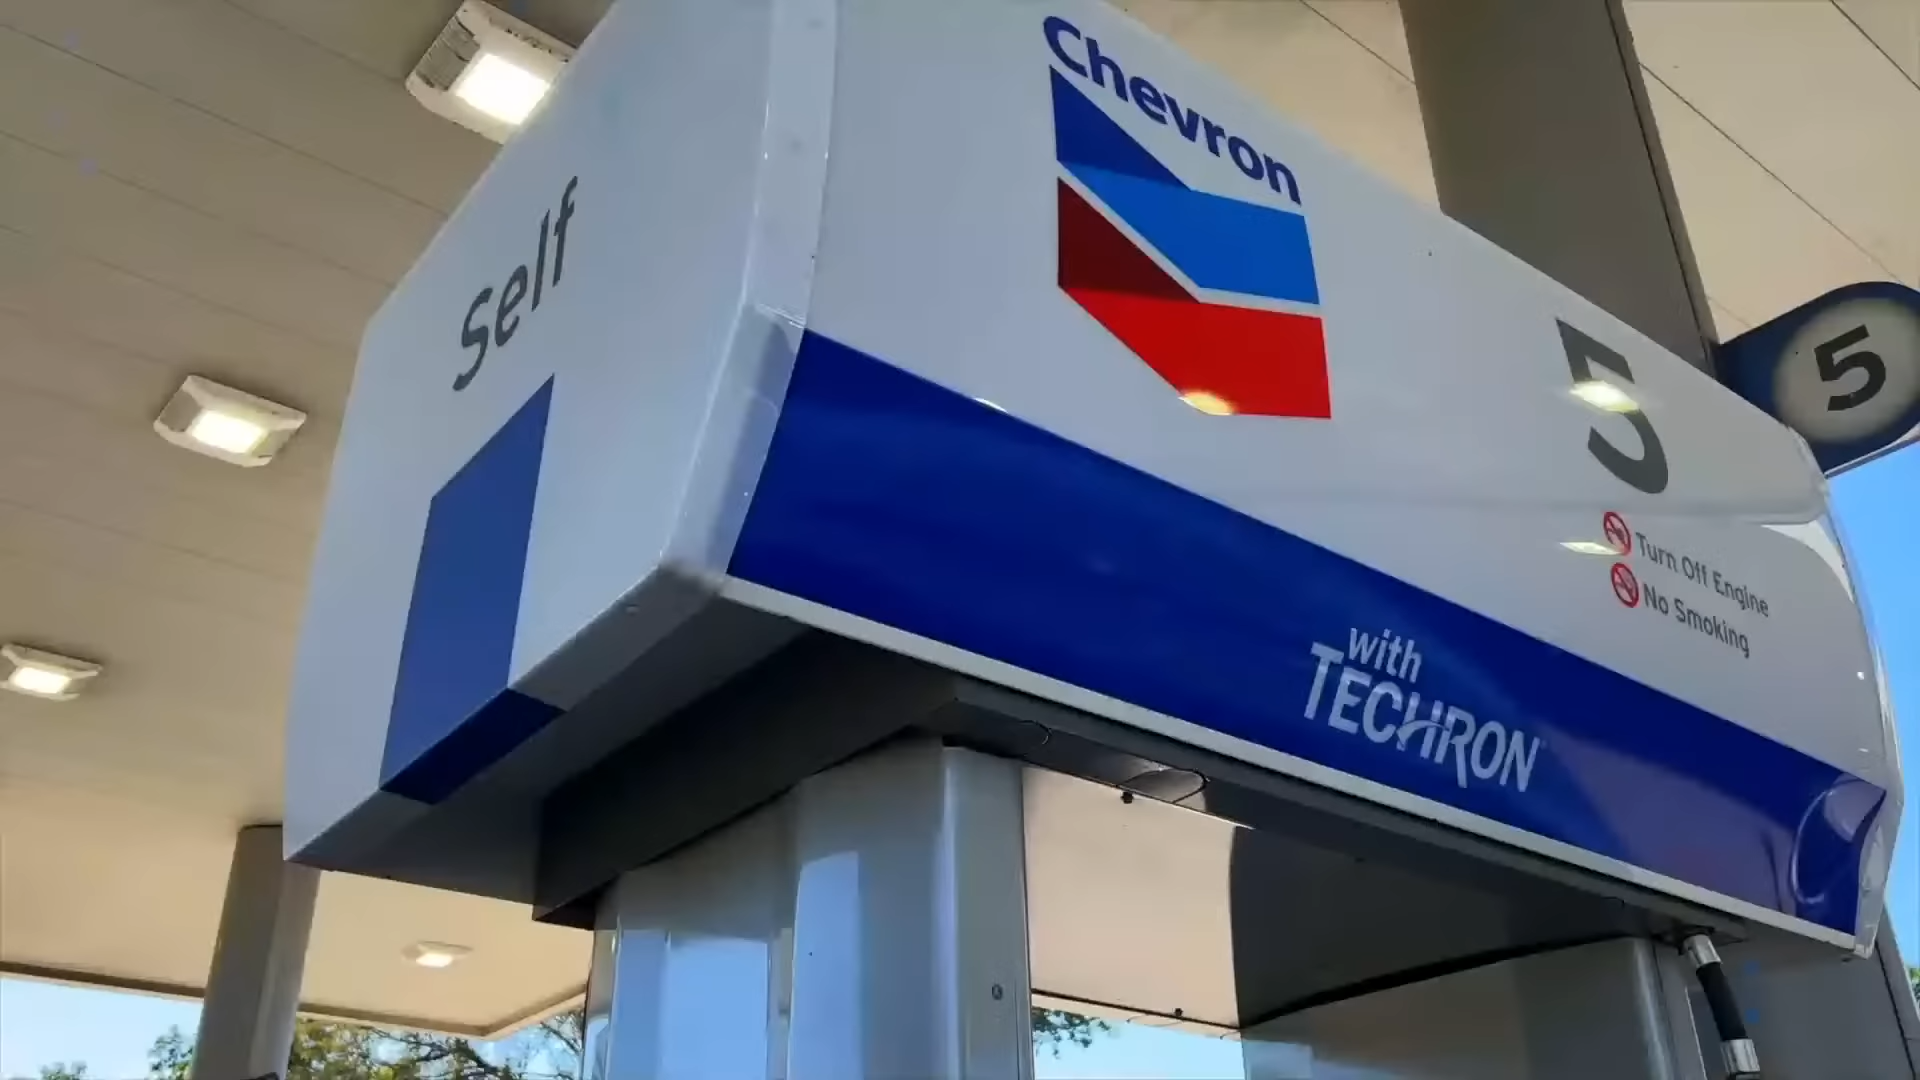 Self
Chevron
5
5
Turn Off Engine
No Smoking
with
TECHRON